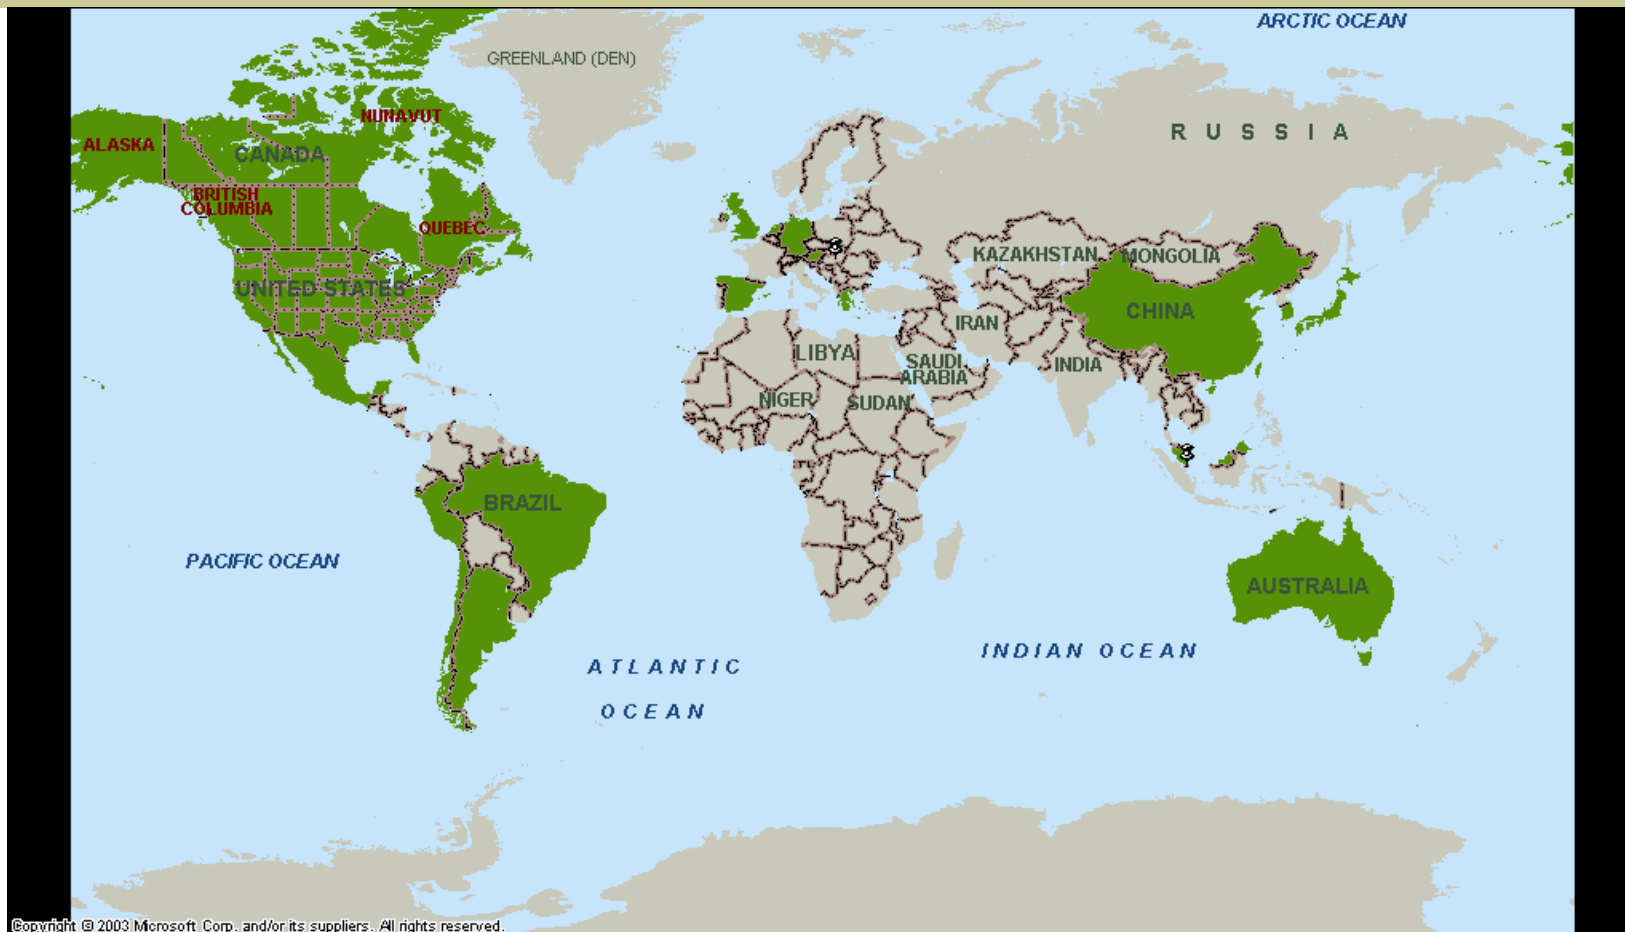 ARCTIC OCEAN
GREENLAND (DEN)
NUNAVUT
RUSSIA
ALASKA
CANADA
BRITISH
COLUMBIA
QUEBEC
KAZAKHSTAN
MONGOLIA
UNITED STATES
CHINA
IRAN
LIBYA
SAUDI
ARABIA
INDIA
NIGER
SUDAN
BRAZIL
PACIFIC OCEAN
AUSTRALIA
INDIAN OCEAN
ATLANTIC
OCEAN
Copyright © 2003 Microsoft Corp. and/or its suppliers. All rights reserved.